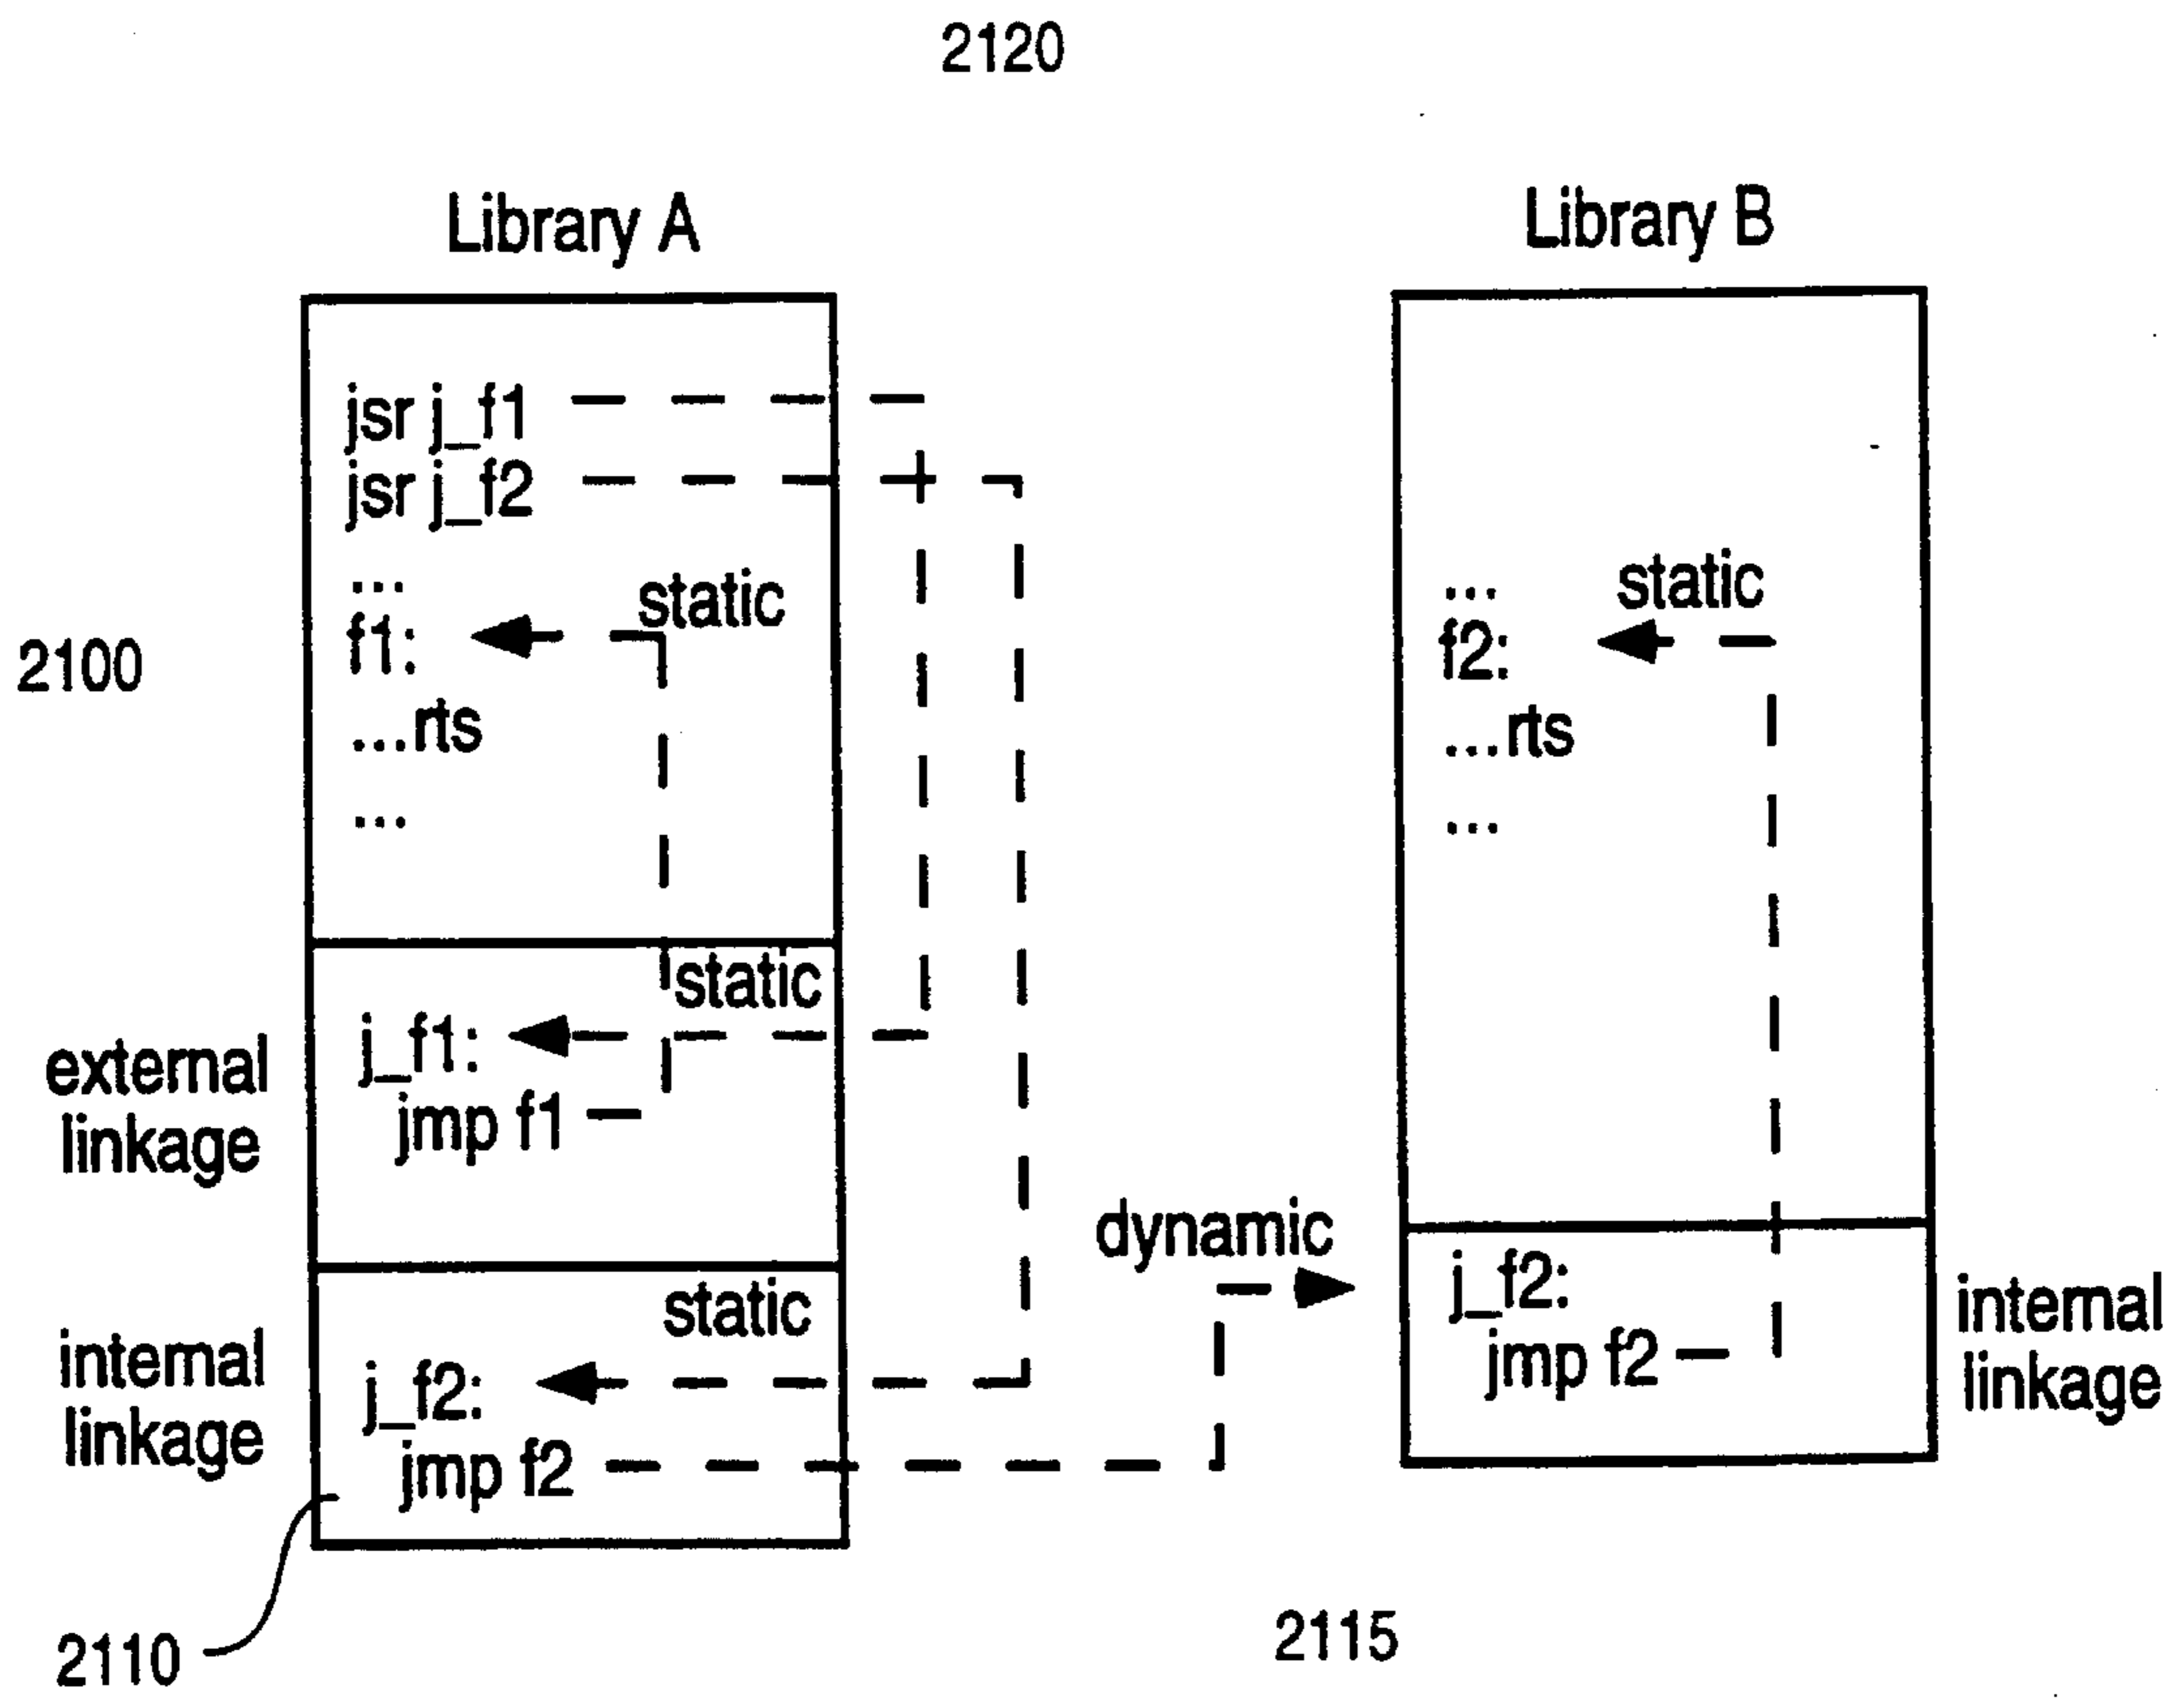 2120
Library A
Library B
jsr j_f1
jsr j_f2
...
static
f1:
...rts
...
2100
...
static
f2:
...rts
...
static
j_f1:
jmp f1
external
linkage
static
j_f2:
jmp f2
internal
linkage
dynamic
j_f2:
jmp f2
internal
linkage
2110
2115